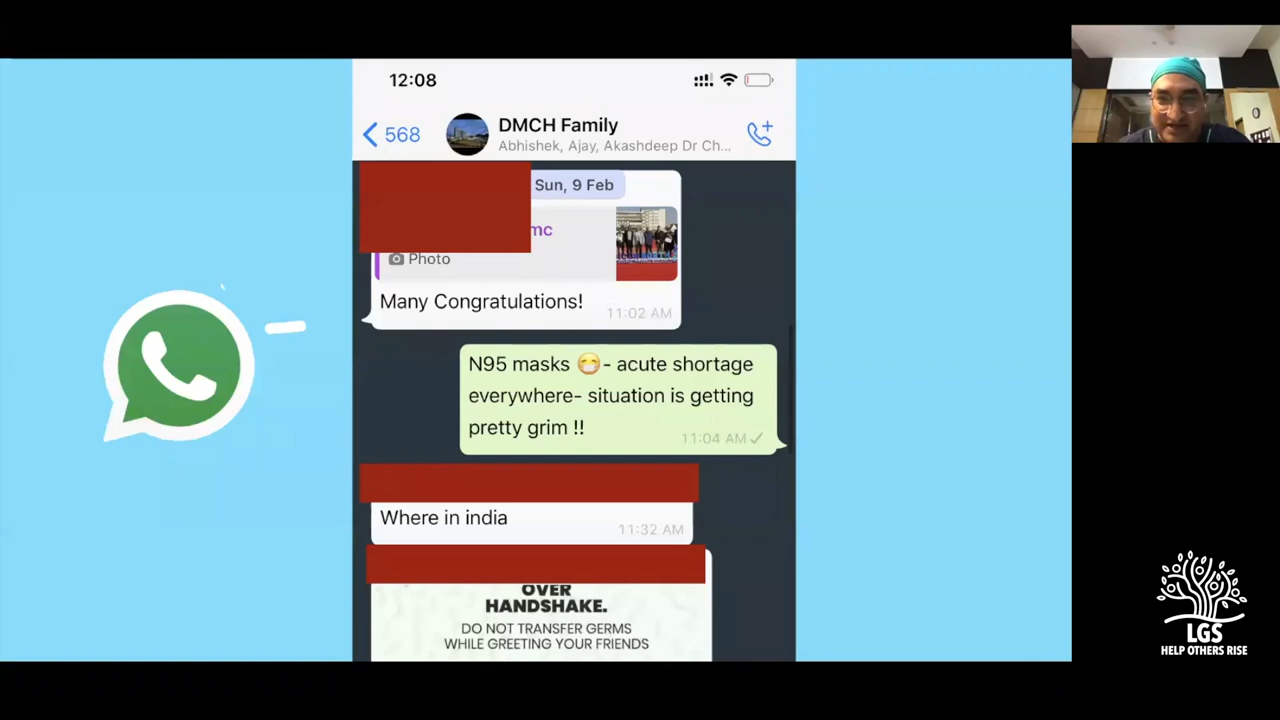 12:08
568
DMCH Family
Abhishek, Ajay, Akashdeep Dr Ch...
Sun, 9 Feb
mc
Photo
Many Congratulations!
11:02 AM
N95 masks 😷- acute shortage
everywhere- situation is getting
pretty grim !!
11:04 AM
Where in india
11:32 AM
OVER
HANDSHAKE.
DO NOT TRANSFER GERMS
WHILE GREETING YOUR FRIENDS
LGS
HELP OTHERS RISE